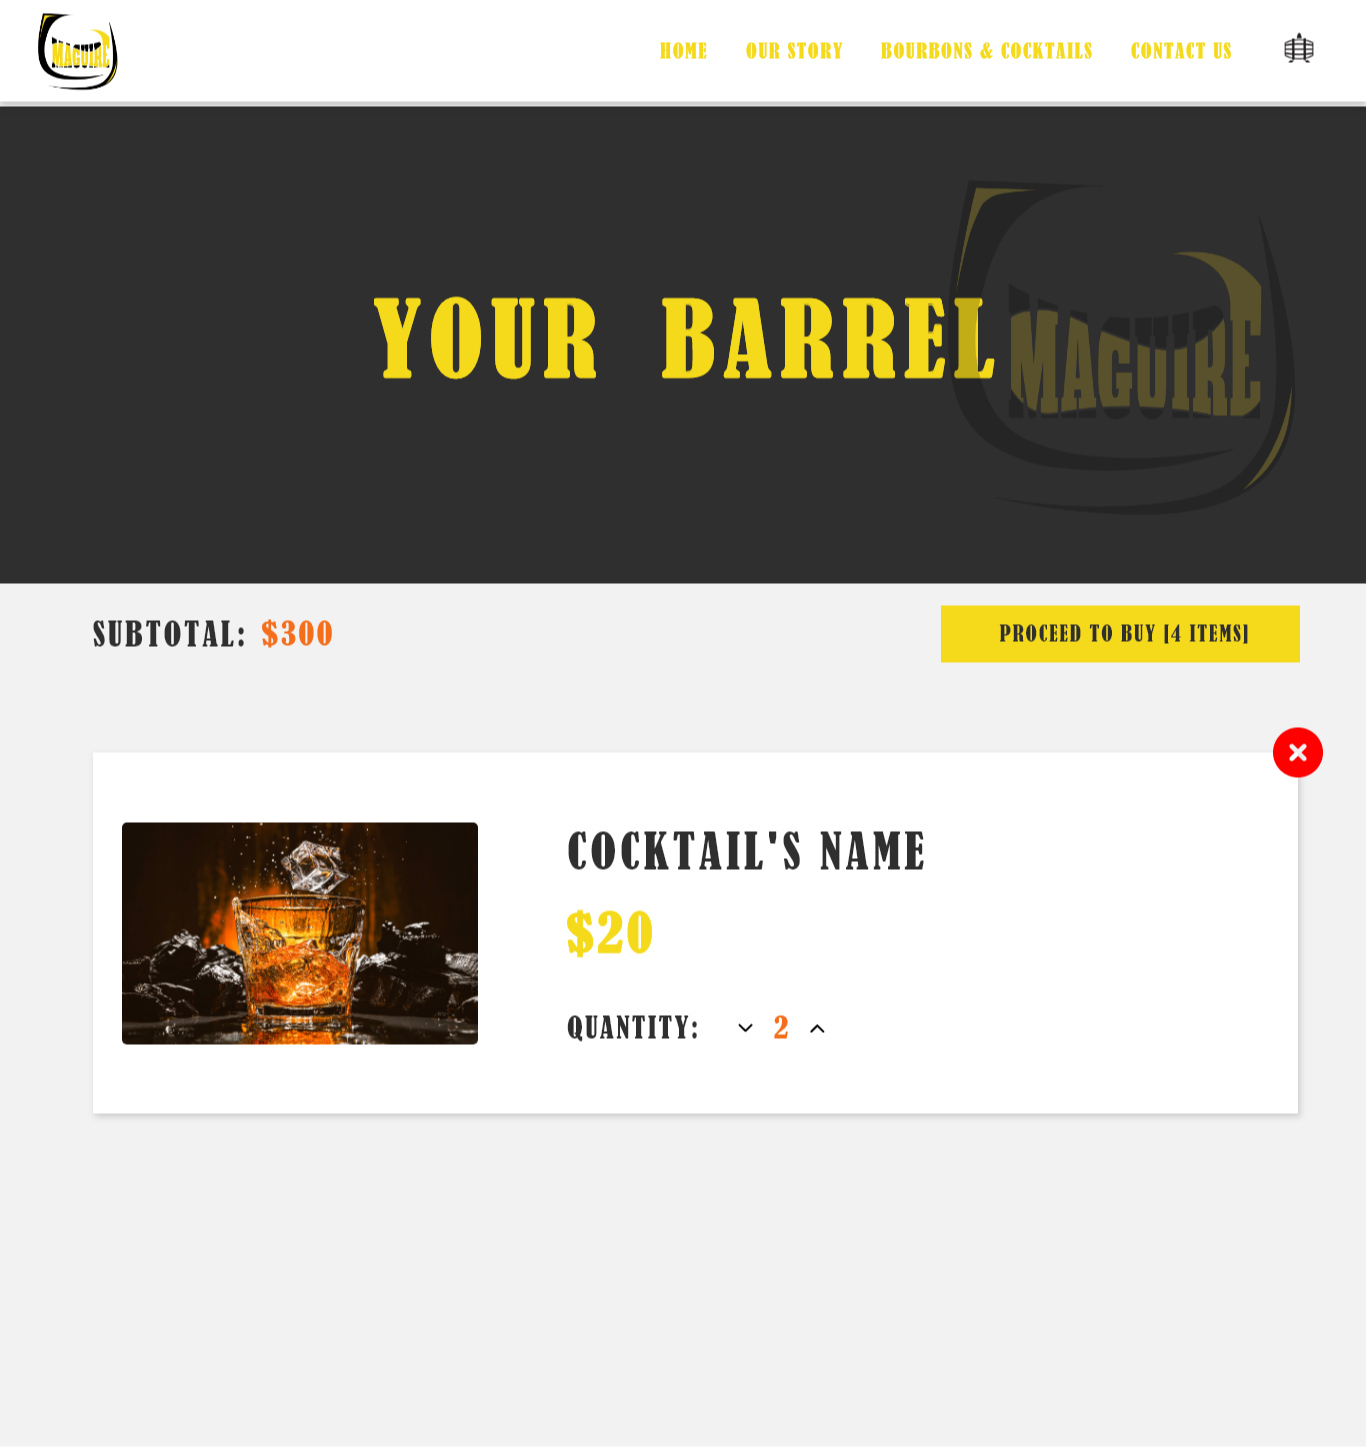 MAGUIRE
HOME OUR STORY BOURBONS & COCKTAILS CONTACT US
MAGUIRE
YOUR BARREL
SUBTOTAL: $300
PROCEED TO BUY [4 ITEMS]
COCKTAIL'S NAME
$20
QUANTITY: 2